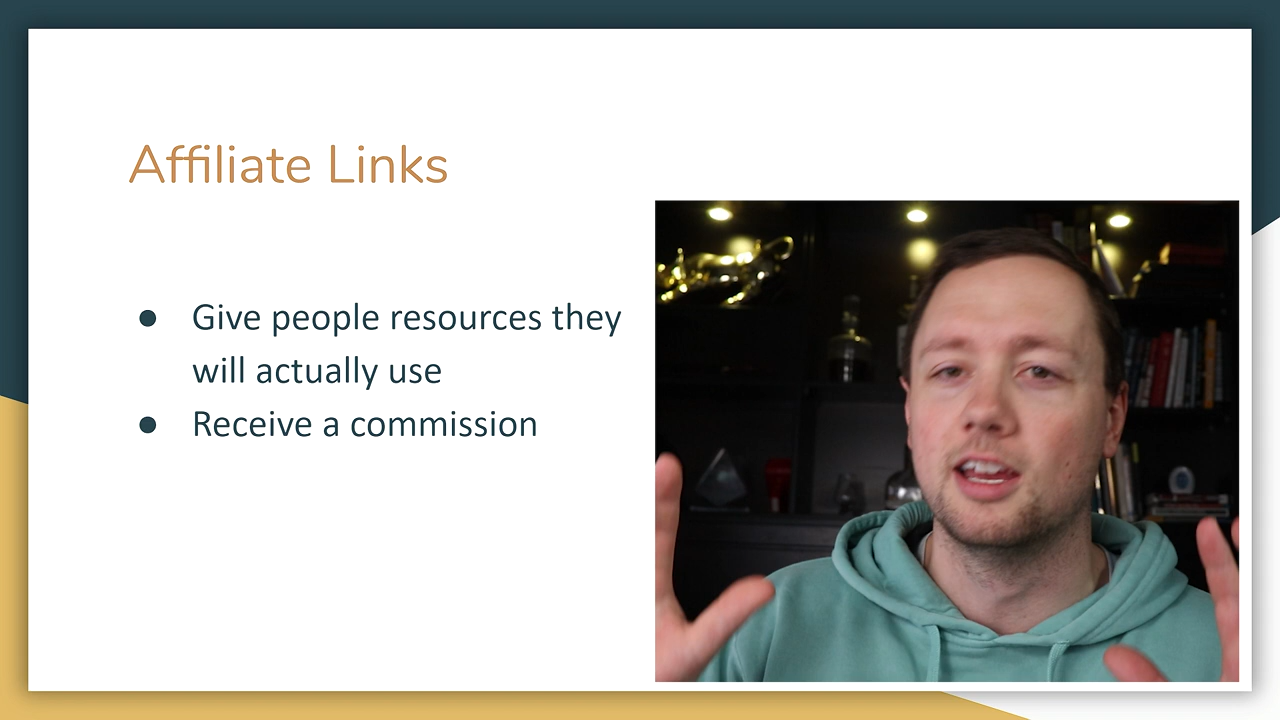 Affiliate Links
● Give people resources they
will actually use
● Receive a commission